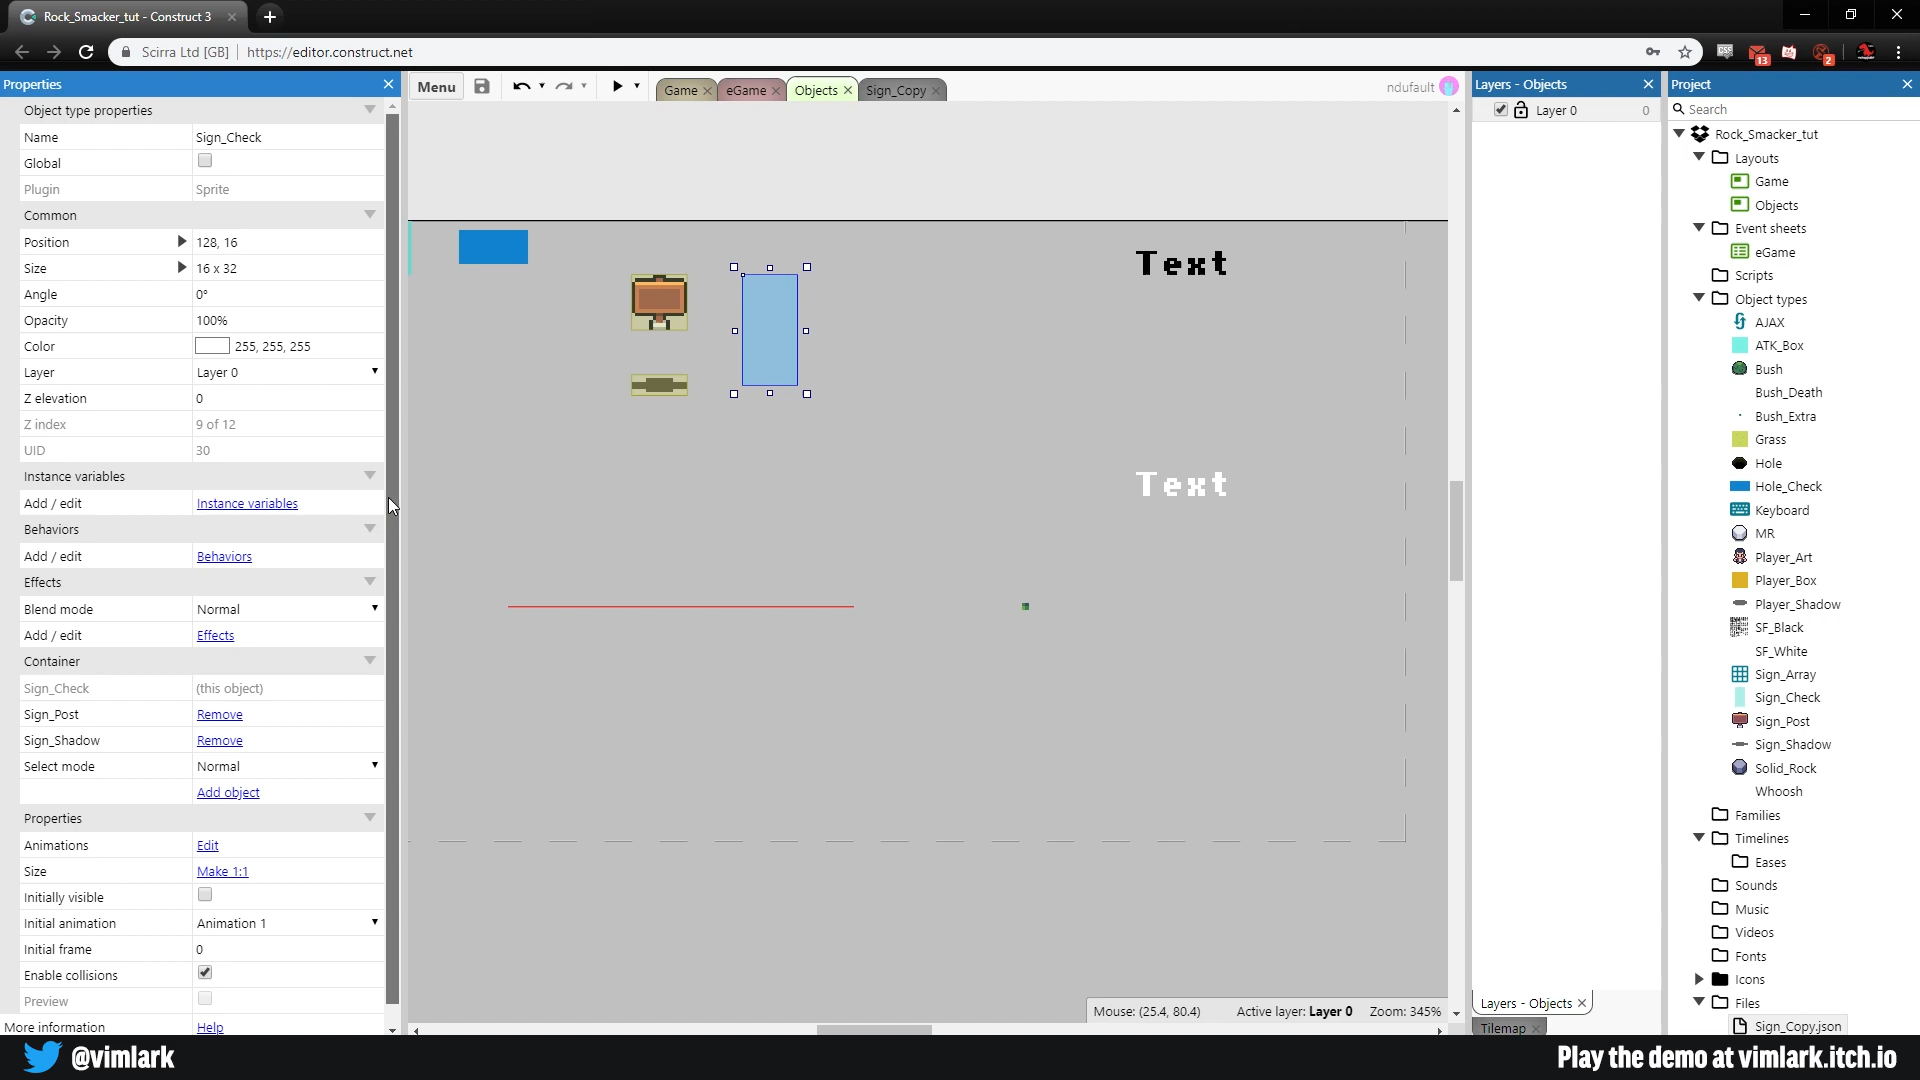 Rock_Smacker_tut - Construct 3
Scirra Ltd [GB] https://editor.construct.net
13
2
Properties
Object type properties
Name Sign_Check
Global
Plugin Sprite
Common
Position 128, 16
Size 16 x 32
Angle 0°
Opacity 100%
Color 255, 255, 255
Layer Layer 0
Z elevation 0
Z index 9 of 12
UID 30
Instance variables
Add / edit Instance variables
Behaviors
Add / edit Behaviors
Effects
Blend mode Normal
Add / edit Effects
Container
Sign_Check (this object)
Sign_Post Remove
Sign_Shadow Remove
Select mode Normal
Add object
Properties
Animations Edit
Size Make 1:1
Initially visible
Initial animation Animation 1
Initial frame 0
Enable collisions
Preview
More information Help
Menu
Game
eGame
Objects
Sign_Copy
ndufault
Text
Text
Mouse: (25.4, 80.4) Active layer: Layer 0 Zoom: 345%
Layers - Objects
Layer 0 0
Layers - Objects
Tilemap
Project
Search
Rock_Smacker_tut
Layouts
Game
Objects
Event sheets
eGame
Scripts
Object types
AJAX
ATK_Box
Bush
Bush_Death
Bush_Extra
Grass
Hole
Hole_Check
Keyboard
MR
Player_Art
Player_Box
Player_Shadow
SF_Black
SF_White
Sign_Array
Sign_Check
Sign_Post
Sign_Shadow
Solid_Rock
Whoosh
Families
Timelines
Eases
Sounds
Music
Videos
Fonts
Icons
Files
Sign_Copy.json
@vimlark
Play the demo at vimlark.itch.io